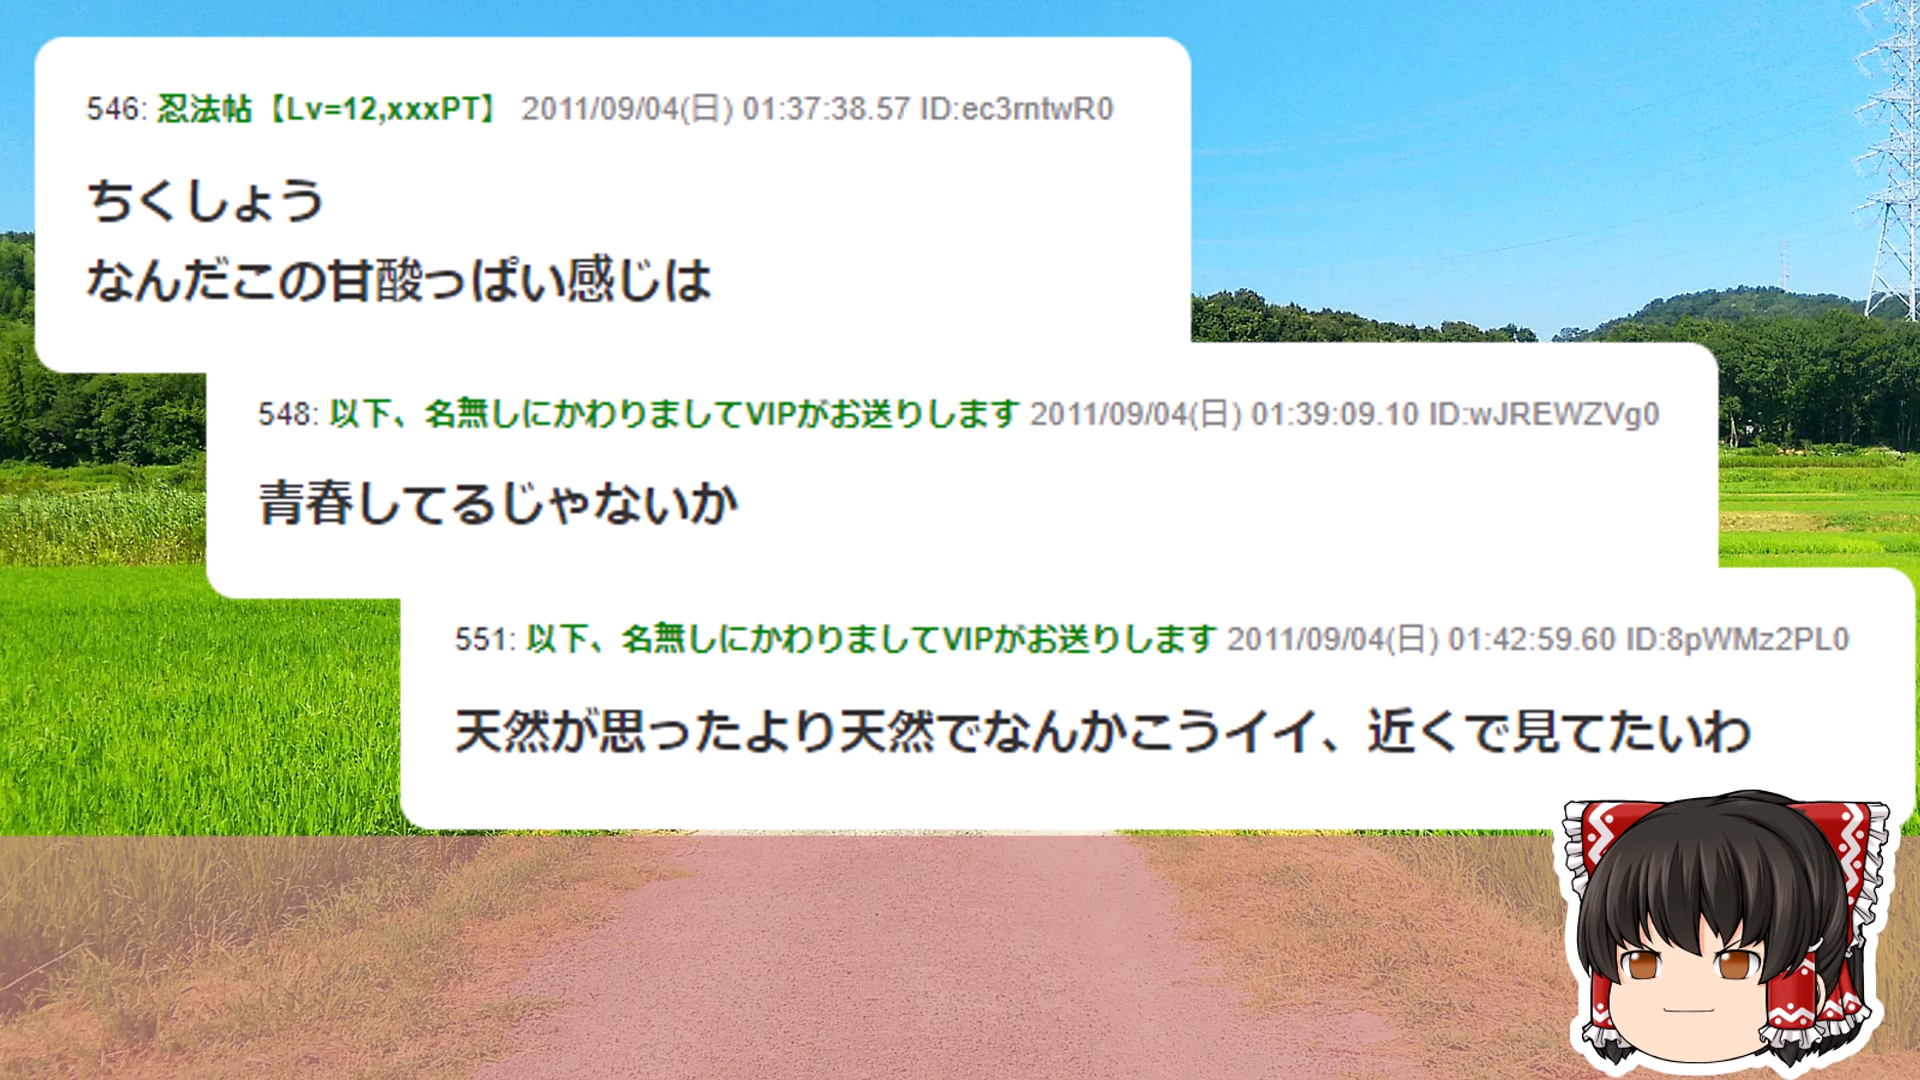 546: 忍法帖【Lv=12,xxxPT】 2011/09/04(日) 01:37:38.57 ID:ec3rntwR0
ちくしょう
なんだこの甘酸っぱい感じは
548: 以下、名無しにかわりましてVIPがお送りします 2011/09/04(日) 01:39:09.10 ID:wJREWZVg0
青春してるじゃないか
551: 以下、名無しにかわりましてVIPがお送りします 2011/09/04(日) 01:42:59.60 ID:8pWMz2PL0
天然が思ったより天然でなんかこうイイ、近くで見てたいわ